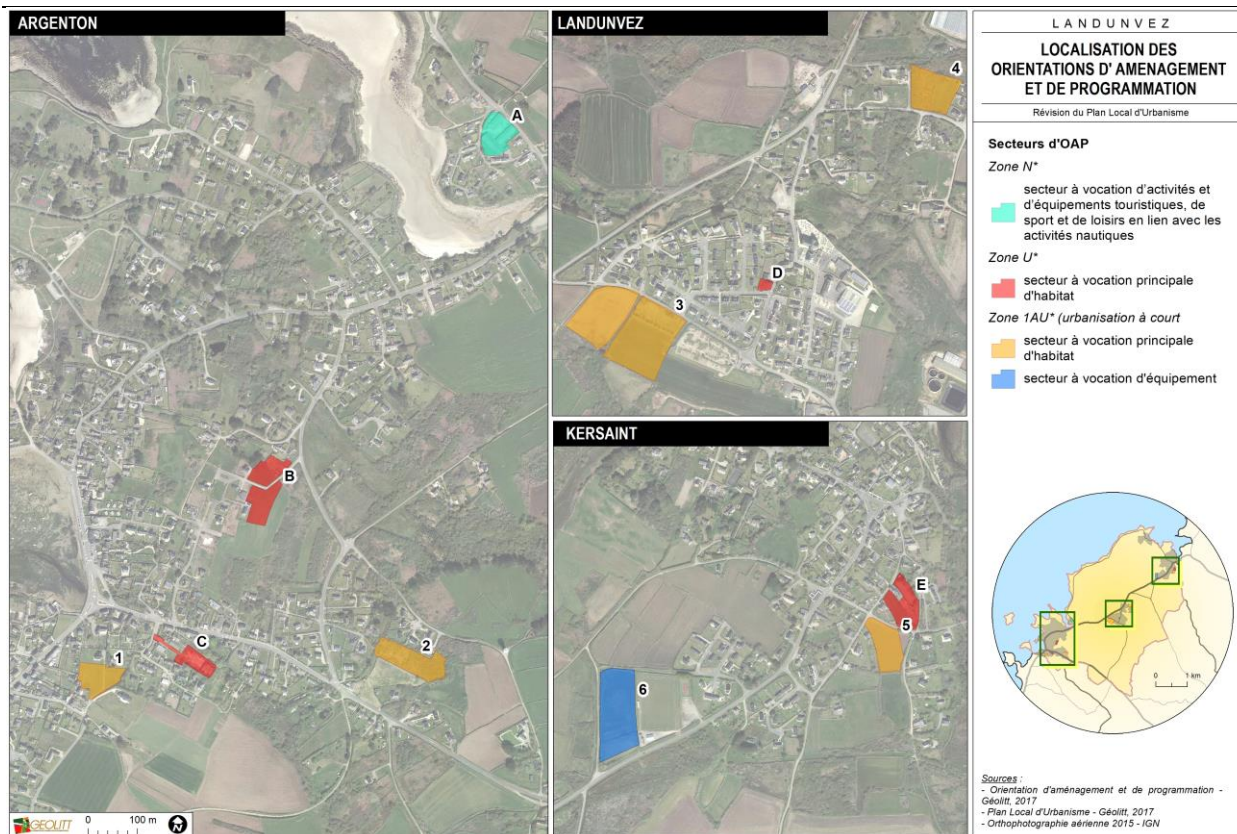 ARGENTON
A
B
C
1
2
GÉOLITT
0 100 m
N
LANDUNVEZ
4
D
3
KERSAINT
E
5
6
LANDUNVEZ
LOCALISATION DES
ORIENTATIONS D' AMENAGEMENT
ET DE PROGRAMMATION
Révision du Plan Local d'Urbanisme
Secteurs d'OAP
Zone N*
secteur à vocation d'activités et
d'équipements touristiques, de
sport et de loisirs en lien avec les
activités nautiques
Zone U*
secteur à vocation principale
d'habitat
Zone 1AU* (urbanisation à court
secteur à vocation principale
d'habitat
secteur à vocation d'équipement
0 1 km
Sources :
- Orientation d'aménagement et de programmation -
Géolitt, 2017
- Plan Local d'Urbanisme - Géolitt, 2017
- Orthophotographie aérienne 2015 - IGN